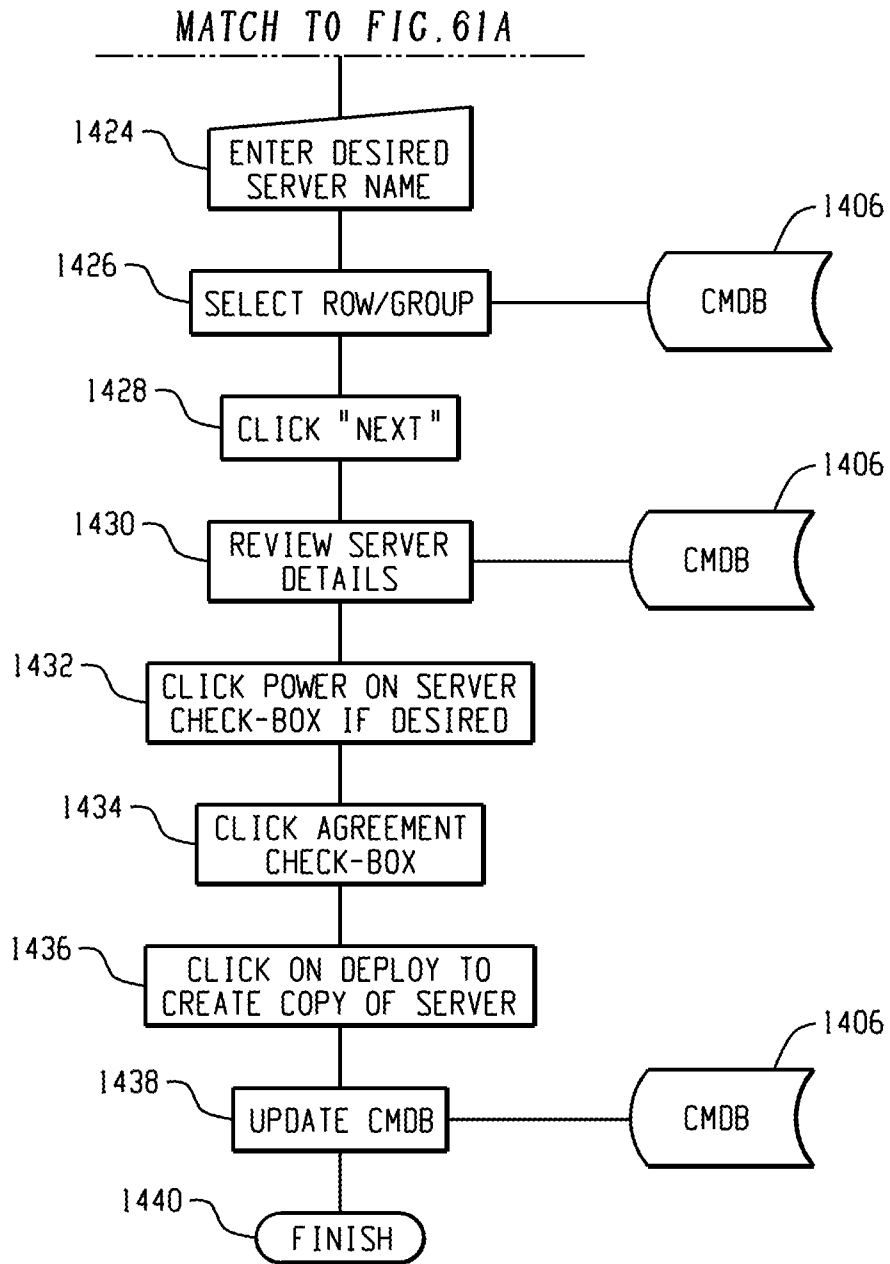 MATCH TO FIG.61A
1424
ENTER DESIRED
SERVER NAME
1406
1426
SELECT ROW/GROUP
CMDB
1428
CLICK "NEXT"
1406
1430
REVIEW SERVER
DETAILS
CMDB
1432
CLICK POWER ON SERVER
CHECK-BOX IF DESIRED
1434
CLICK AGREEMENT
CHECK-BOX
1436
CLICK ON DEPLOY TO
CREATE COPY OF SERVER
1406
1438
UPDATE CMDB
CMDB
1440
FINISH